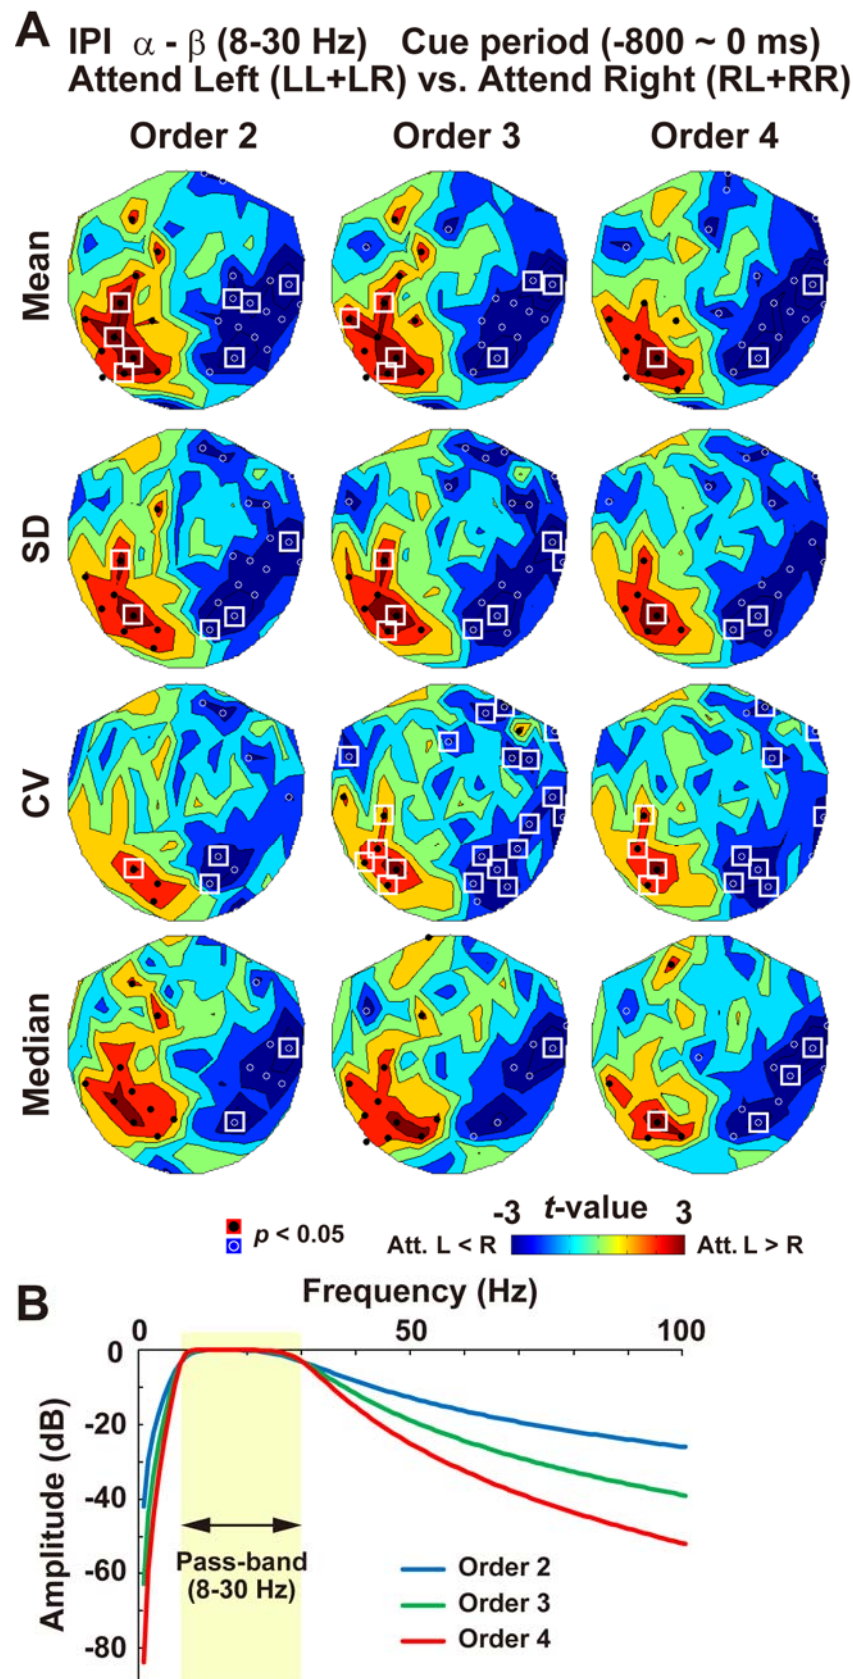 A
IPI α - β (8-30 Hz) Cue period (-800 ~ 0 ms)
Attend Left (LL+LR) vs. Attend Right (RL+RR)
Order 2 Order 3 Order 4
Mean
SD
CV
Median
p < 0.05
-3 t-value 3
Att. L < R Att. L > R
B
Frequency (Hz)
0 50 100
Amplitude (dB)
0
-20
-40
-60
-80
Pass-band
(8-30 Hz)
Order 2
Order 3
Order 4